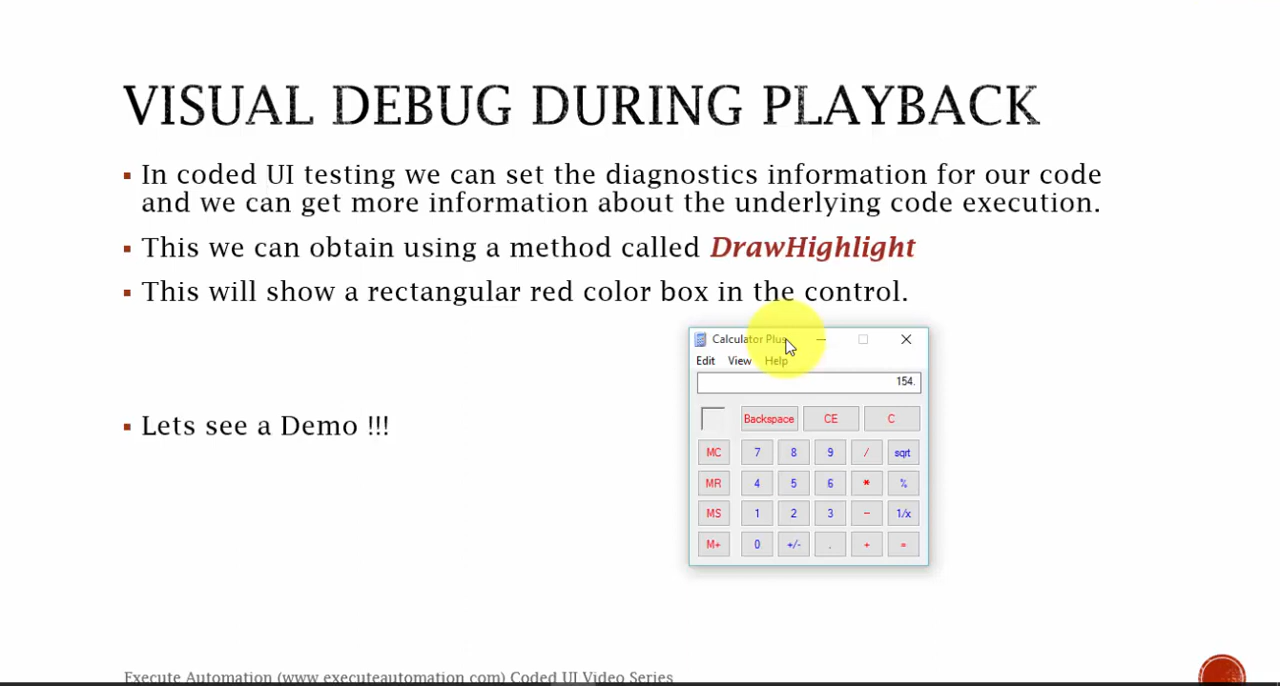 VISUAL DEBUG DURING PLAYBACK
▪ In coded UI testing we can set the diagnostics information for our code
and we can get more information about the underlying code execution.
▪ This we can obtain using a method called DrawHighlight
▪ This will show a rectangular red color box in the control.
Calculator Plus
Edit View Help
154.
▪ Lets see a Demo !!!
Backspace CE C
MC 7 8 9 / sqrt
MR 4 5 6 * %
MS 1 2 3 - 1/x
M+ 0 +/- . + =
Execute Automation (www.executeautomation.com) Coded UI Video Series